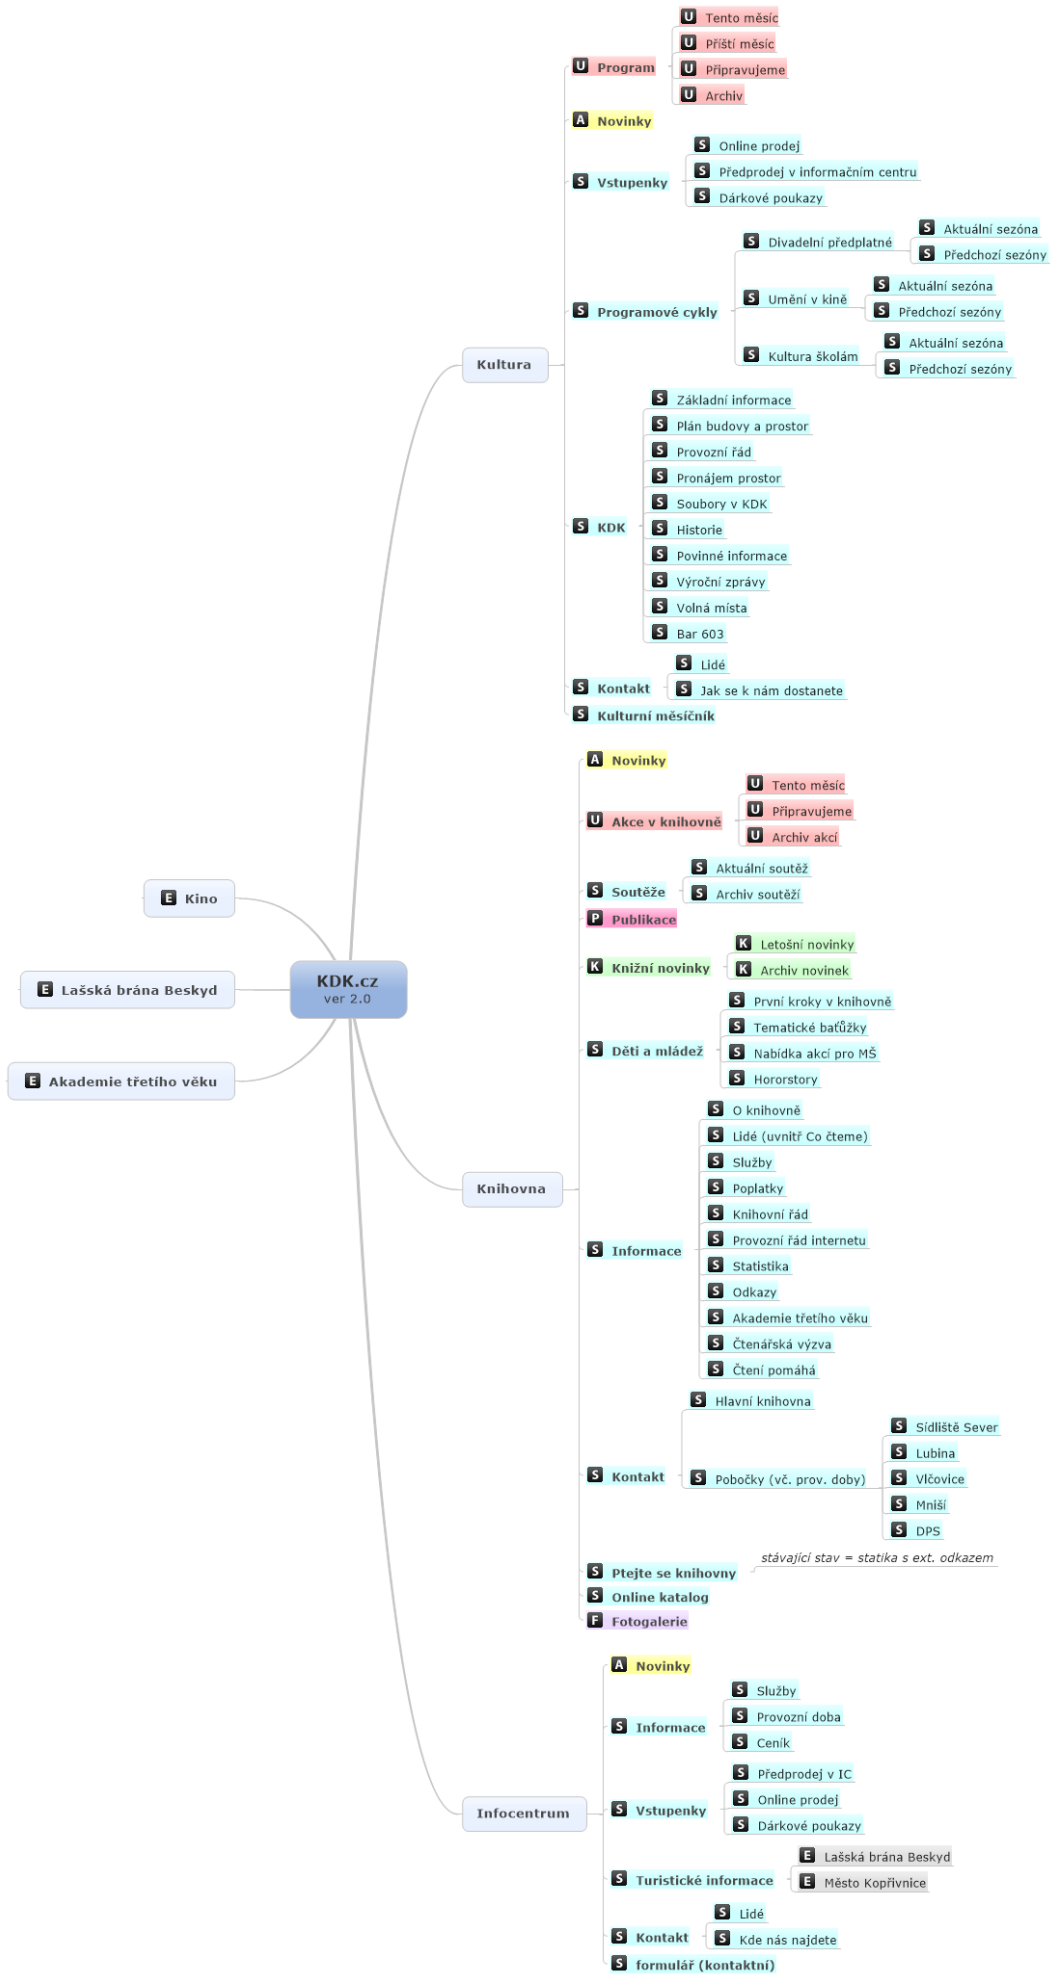 U Tento měsíc
U Příští měsíc
U Program
U Připravujeme
U Archiv
A Novinky
S Online prodej
S Vstupenky
S Předprodej v informačním centru
S Dárkové poukazy
S Programové cykly
S Divadelní předplatné
S Aktuální sezóna
S Předchozí sezóny
S Umění v kině
S Aktuální sezóna
S Předchozí sezóny
S Kultura školám
S Aktuální sezóna
S Předchozí sezóny
Kultura
S KDK
S Základní informace
S Plán budovy a prostor
S Provozní řád
S Pronájem prostor
S Soubory v KDK
S Historie
S Povinné informace
S Výroční zprávy
S Volná místa
S Bar 603
S Kontakt
S Lidé
S Jak se k nám dostanete
S Kulturní měsíčník
E Kino
E Lašská brána Beskyd
E Akademie třetího věku
KDK.cz
ver 2.0
Knihovna
A Novinky
U Akce v knihovně
U Tento měsíc
U Připravujeme
U Archiv akcí
S Soutěže
S Aktuální soutěž
S Archiv soutěží
P Publikace
K Knižní novinky
K Letošní novinky
K Archiv novinek
S Děti a mládež
S První kroky v knihovně
S Tematické baťůžky
S Nabídka akcí pro MŠ
S Hororstory
S Informace
S O knihovně
S Lidé (uvnitř Co čteme)
S Služby
S Poplatky
S Knihovní řád
S Provozní řád internetu
S Statistika
S Odkazy
S Akademie třetího věku
S Čtenářská výzva
S Čtení pomáhá
S Kontakt
S Hlavní knihovna
S Pobočky (vč. prov. doby)
S Sídliště Sever
S Lubina
S Vlčovice
S Mniší
S DPS
S Ptejte se knihovny
stávající stav = statika s ext. odkazem
S Online katalog
F Fotogalerie
Infocentrum
A Novinky
S Informace
S Služby
S Provozní doba
S Ceník
S Vstupenky
S Předprodej v IC
S Online prodej
S Dárkové poukazy
S Turistické informace
E Lašská brána Beskyd
E Město Kopřivnice
S Kontakt
S Lidé
S Kde nás najdete
S formulář (kontaktní)